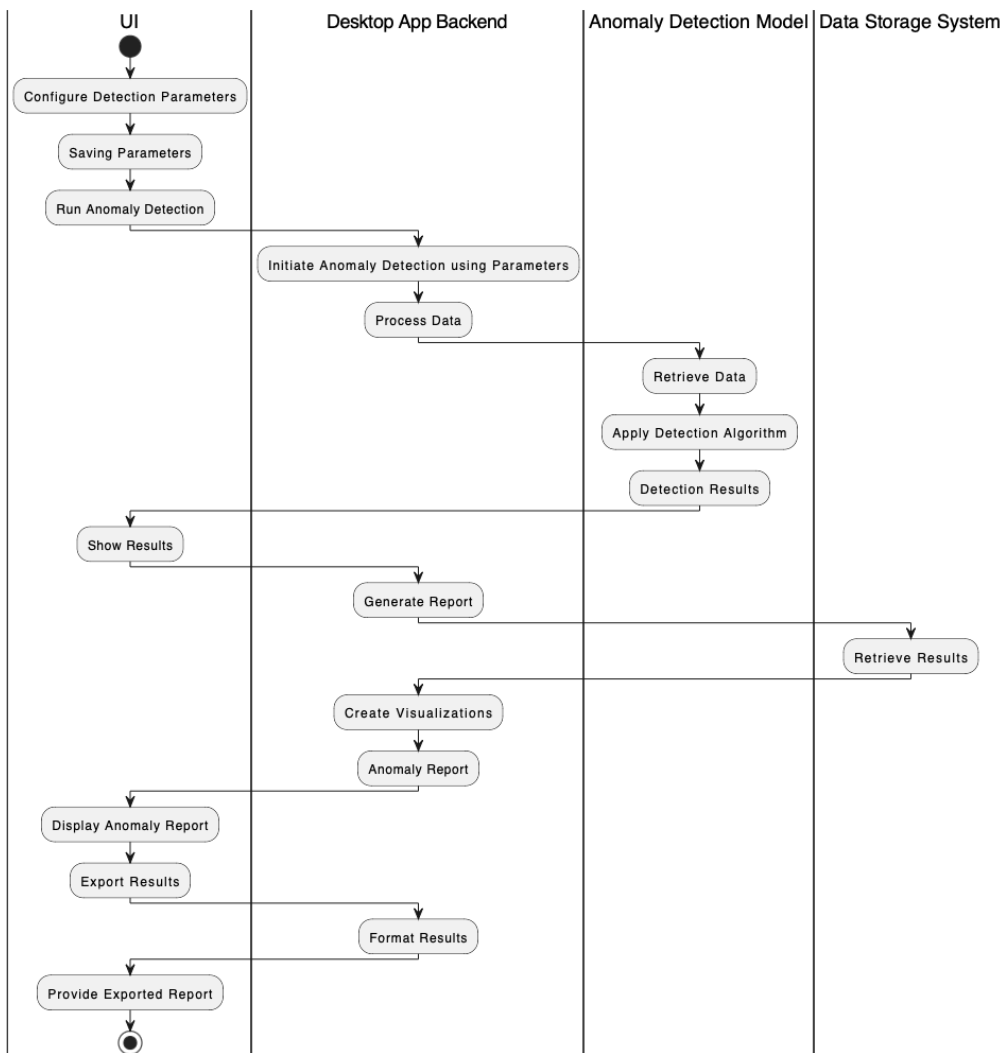 UI
Desktop App Backend
Anomaly Detection Model
Data Storage System
Configure Detection Parameters
Saving Parameters
Run Anomaly Detection
Initiate Anomaly Detection using Parameters
Process Data
Retrieve Data
Apply Detection Algorithm
Detection Results
Show Results
Generate Report
Retrieve Results
Create Visualizations
Anomaly Report
Display Anomaly Report
Export Results
Format Results
Provide Exported Report